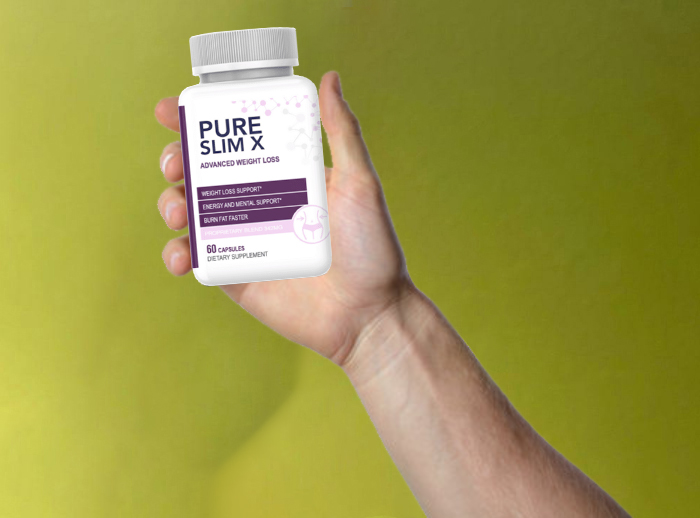 PURE
SLIM X
ADVANCED WEIGHT LOSS
WEIGHT LOSS SUPPORT*
ENERGY AND MENTAL SUPPORT*
BURN FAT FASTER
60 CAPSULES
DIETARY SUPPLEMENT